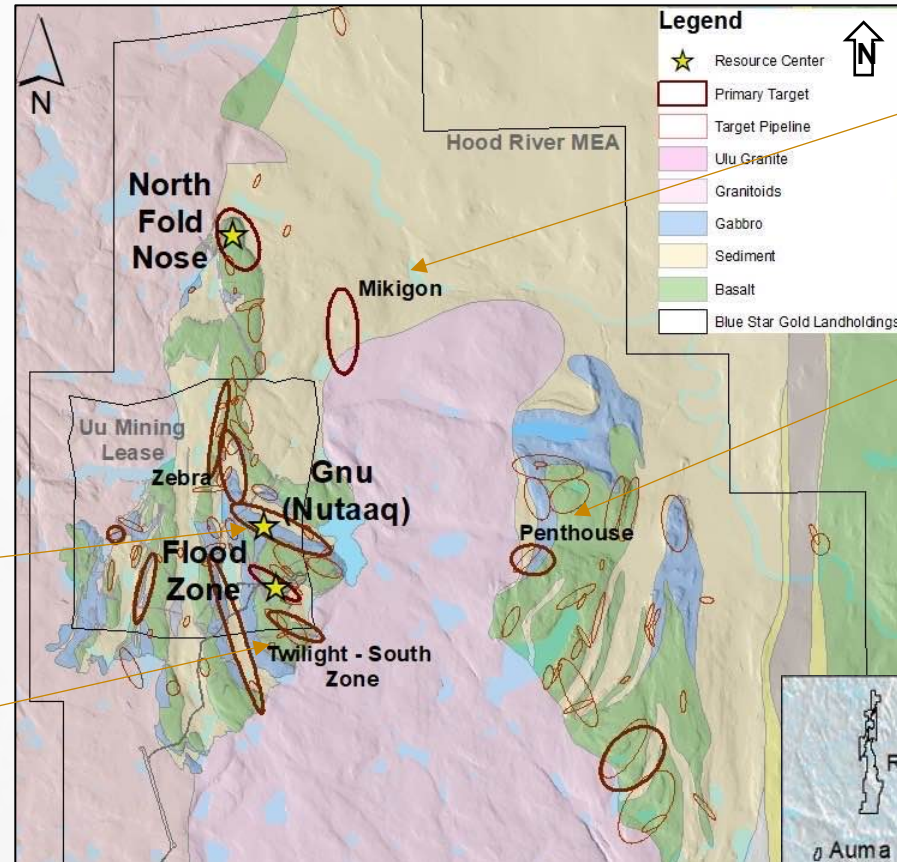 Legend
N
Resource Center
Primary Target
Target Pipeline
Ulu Granite
Granitoids
Gabbro
Sediment
Basalt
Blue Star Gold Landholdings
N
Hood River MEA
North
Fold
Nose
Mikigon
Uu Mining
Lease
Zebra
Gnu
(Nutaaq)
Flood
Zone
Penthouse
Twilight - South
Zone
R
Auma